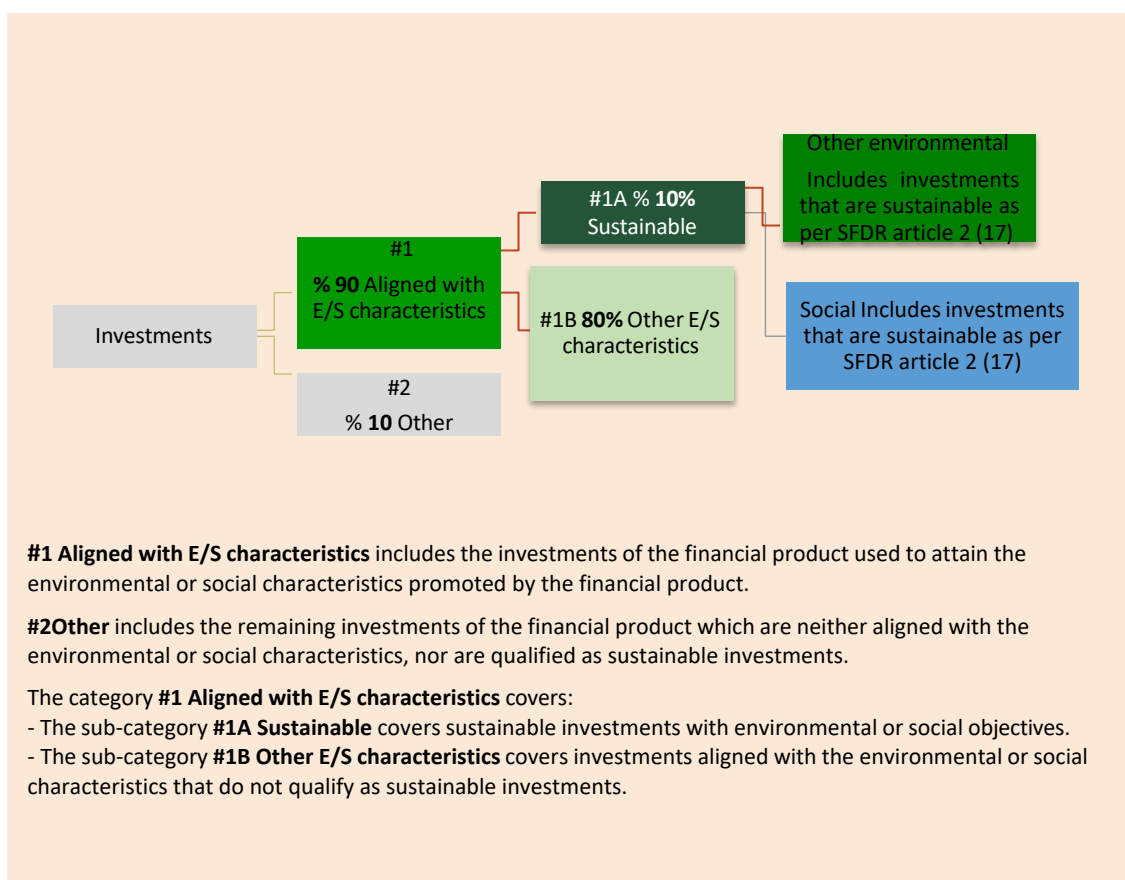 Investments
#1
% 90 Aligned with
E/S characteristics
#2
% 10 Other
#1A % 10%
Sustainable
#1B 80% Other E/S
characteristics
Other environmental
Includes investments
that are sustainable as
per SFDR article 2 (17)
Social Includes investments
that are sustainable as per
SFDR article 2 (17)
#1 Aligned with E/S characteristics includes the investments of the financial product used to attain the
environmental or social characteristics promoted by the financial product.
#2Other includes the remaining investments of the financial product which are neither aligned with the
environmental or social characteristics, nor are qualified as sustainable investments.
The category #1 Aligned with E/S characteristics covers:
- The sub-category #1A Sustainable covers sustainable investments with environmental or social objectives.
- The sub-category #1B Other E/S characteristics covers investments aligned with the environmental or social
characteristics that do not qualify as sustainable investments.